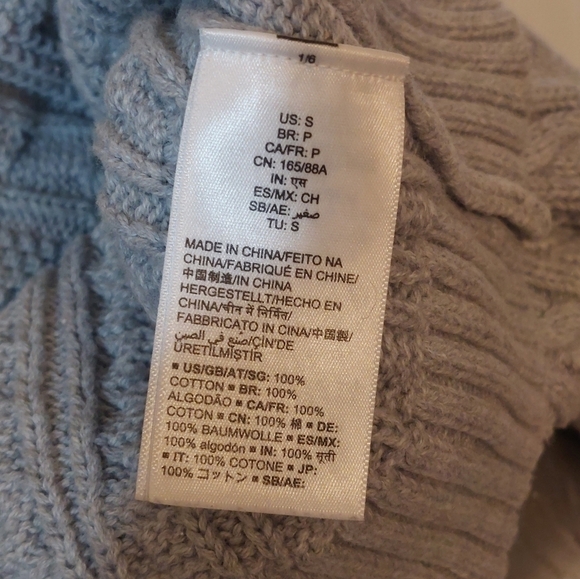 1/6
US: S
BR: P
CA/FR: P
CN: 165/88A
IN: एस
ES/MX: CH
SB/AE: صغير
TU: S
MADE IN CHINA/FEITO NA
CHINA/FABRIQUÉ EN CHINE/
中国制造/IN CHINA
HERGESTELLT/HECHO EN
CHINA/चीन में निर्मित/
FABBRICATO IN CINA/中国製/
صنع في الصين/ÇİN'DE
ÜRETİLMİŞTİR
▪ US/GB/AT/SG: 100%
COTTON ▪ BR: 100%
ALGODÃO ▪ CA/FR: 100%
COTON ▪ CN: 100% 棉 ▪ DE:
100% BAUMWOLLE ▪ ES/MX:
100% algodón ▪ IN: 100% सूती
▪ IT: 100% COTONE ▪ JP:
100% コットン ▪ SB/AE: